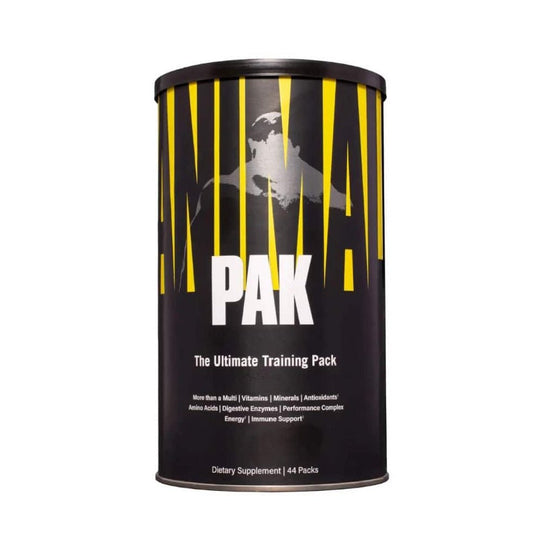 ANIMAL
PAK
The Ultimate Training Pack
More than a Multi | Vitamins | Minerals | Antioxidants†
Amino Acids | Digestive Enzymes | Performance Complex
Energy† | Immune Support†
Dietary Supplement | 44 Packs